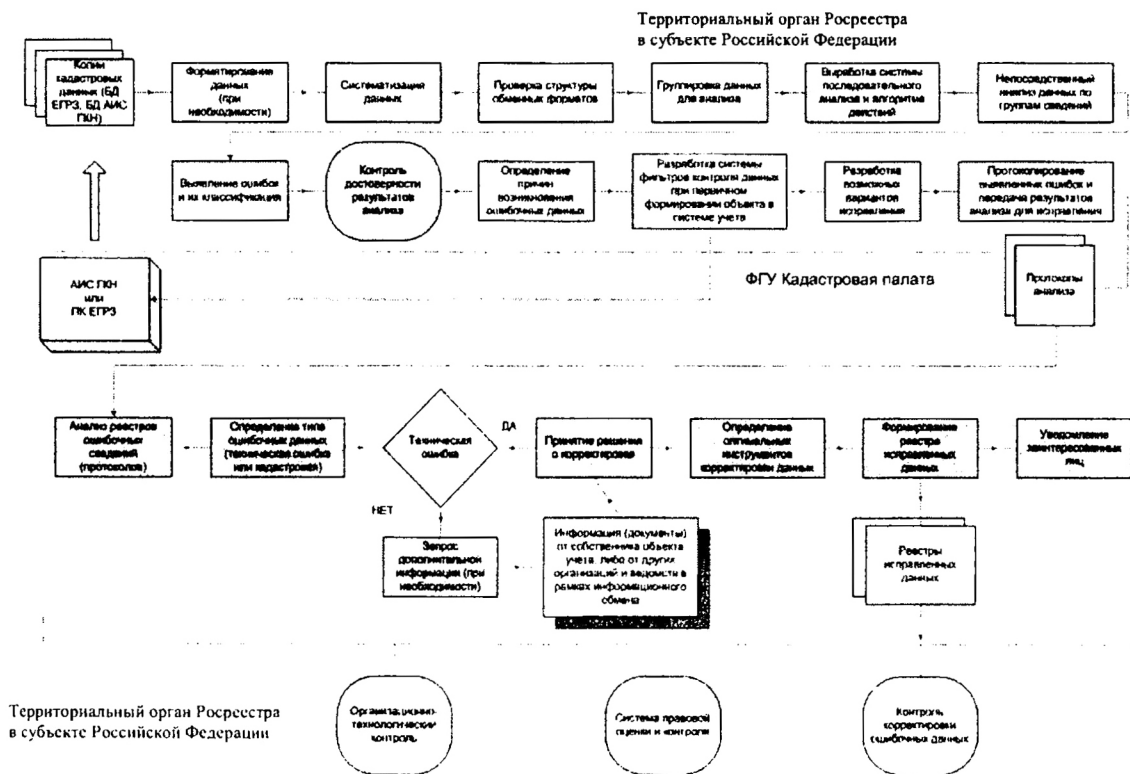 Территориальный орган Росреестра
в субъекте Российской Федерации
Копии
кадастровых
данных (БД
ЕГРЗ, БД АИС
ГКН)
Форматирование
данных
(при
необходимости)
Систематизация
данных
Проверка структуры
обменных форматов
Группировка данных
для анализа
Выработка системы
последовательного
анализа и алгоритма
действий
Непосредственный
анализ данных по
группам сведений
Выявление ошибок
и их классификация
Контроль
достоверности
результатов
анализа
Определение
причин
возникновения
ошибочных данных
Разработка системы
фильтров контроля данных
при первичном
формировании объекта в
системе учета
Разработка
возможных
вариантов
исправления
Протоколирование
выявленных ошибок и
передача результатов
анализа для исправления
АИС ГКН
или
ПК ЕГРЗ
ФГУ Кадастровая палата
Протоколы
анализа
Анализ реестров
ошибочных
сведений
(протоколов)
Определение типа
ошибочных данных
(техническая ошибка
или кадастровая)
Техническая
ошибка
ДА
НЕТ
Принятие решения
о корректировке
Определение
оптимальных
инструментов
корректировки данных
Формирование
реестра
исправленных
данных
Уведомление
заинтересованных
лиц
Запрос
дополнительной
информации (при
необходимости)
Информация (документы)
от собственника объекта
учета, либо от других
организаций и ведомств в
рамках информационного
обмена
Реестры
исправленных
данных
Территориальный орган Росреестра
в субъекте Российской Федерации
Организационно-
технологический
контроль
Система правовой
оценки и контроля
Контроль
корректировки
ошибочных данных